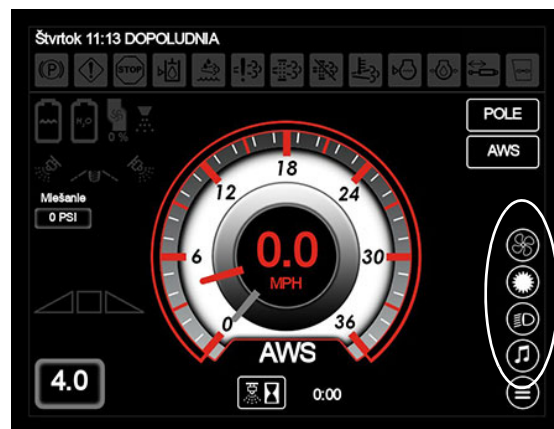 Štvrtok 11:13 DOPOLUDNIA
(P) STOP
H₂O
0 %
POLE
AWS
Miešanie
0 PSI
18
12 24
6 30
0.0
MPH
0 36
AWS
4.0
0:00